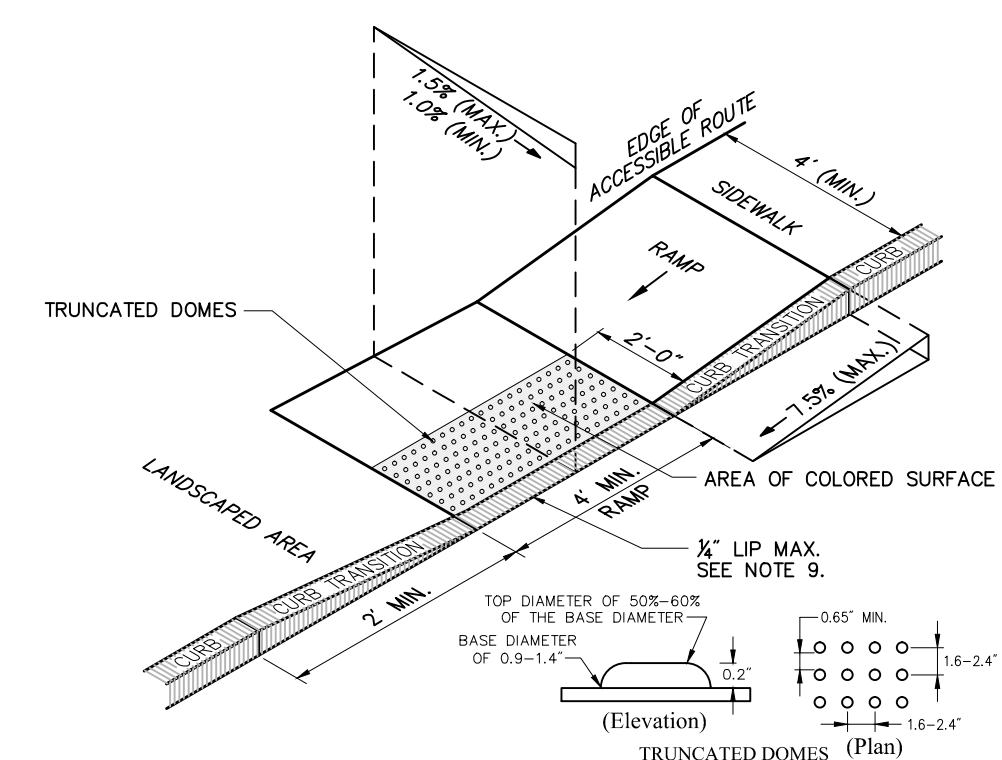 1.5% (MAX.)
1.0% (MIN.)
EDGE OF
ACCESSIBLE ROUTE
4' (MIN.)
SIDEWALK
RAMP
CURB
TRUNCATED DOMES
2'-0"
CURB TRANSITION
7.5% (MAX.)
AREA OF COLORED SURFACE
LANDSCAPED AREA
4' MIN.
RAMP
¼" LIP MAX.
SEE NOTE 9.
CURB TRANSITION
2' MIN.
CURB
TOP DIAMETER OF 50%-60%
OF THE BASE DIAMETER
BASE DIAMETER
OF 0.9-1.4"
0.2"
(Elevation)
0.65" MIN.
1.6-2.4"
1.6-2.4"
(Plan)
TRUNCATED DOMES